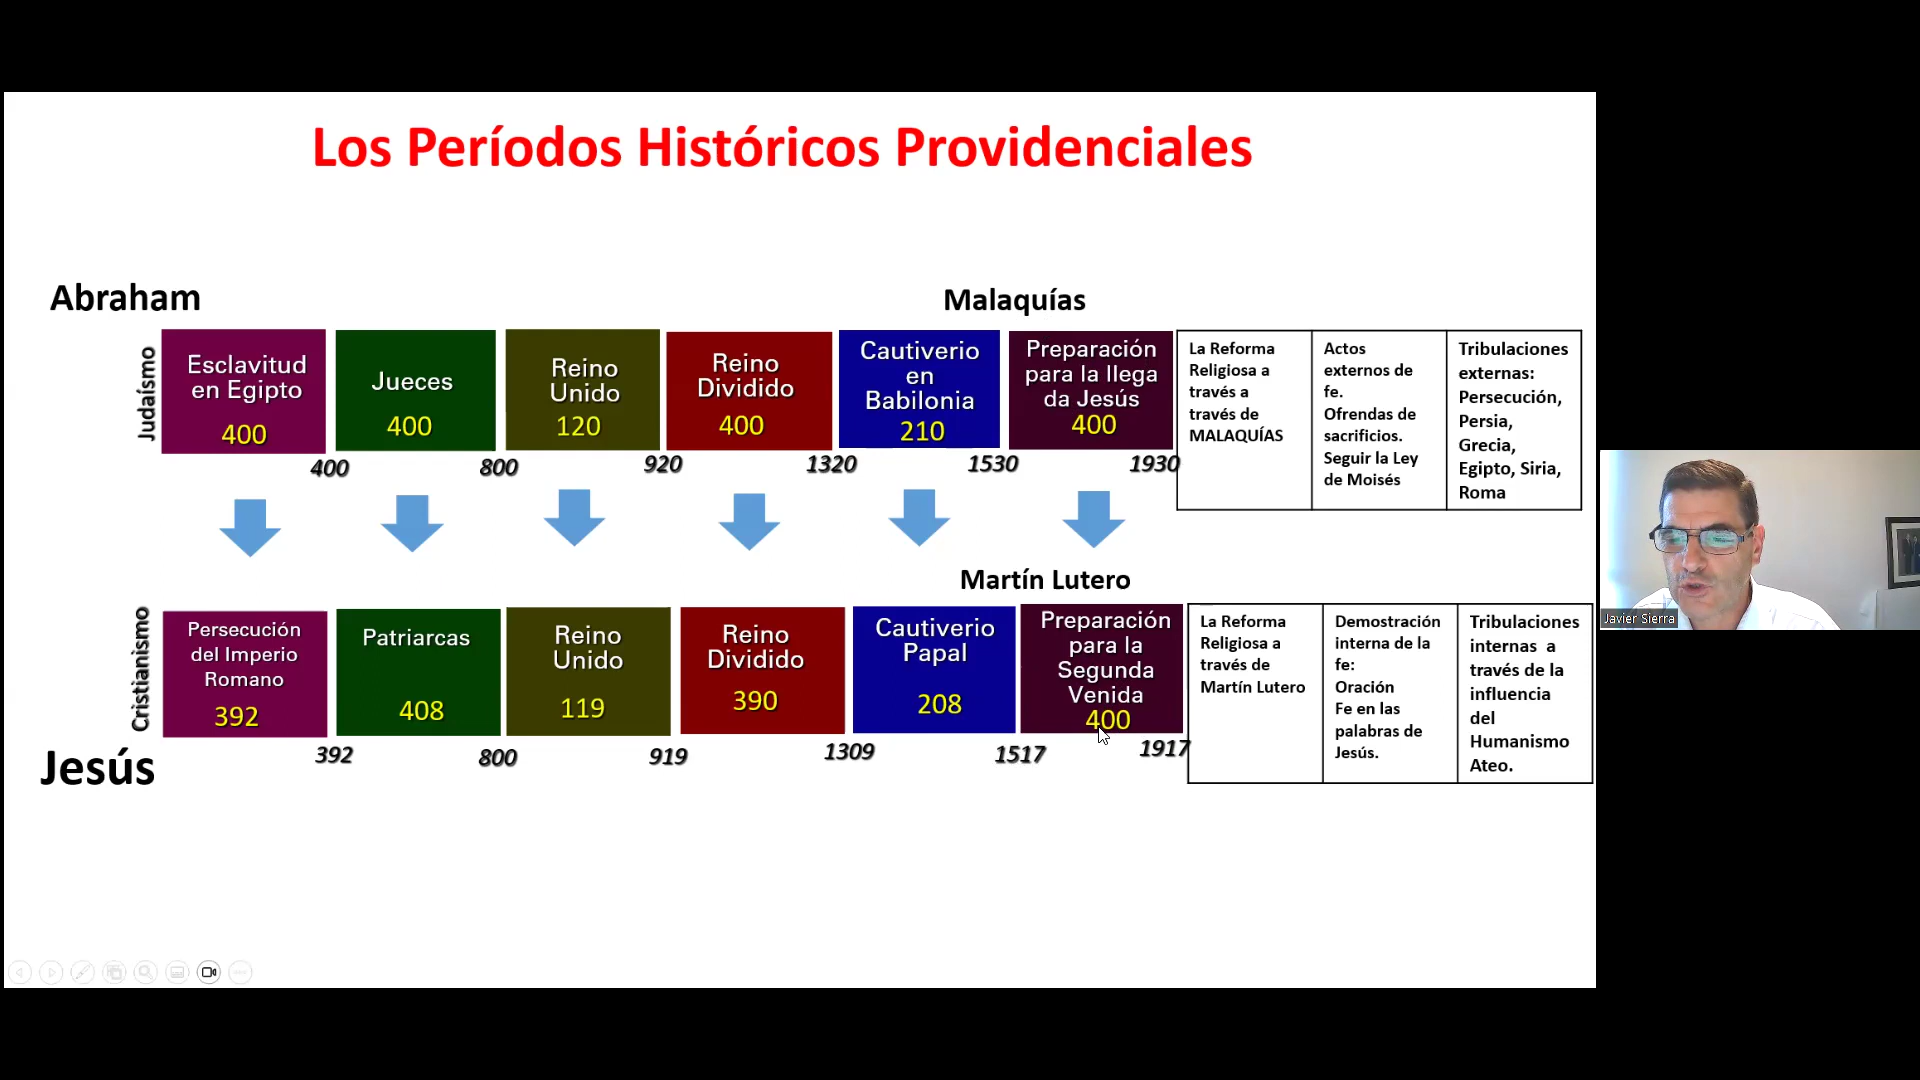 Los Períodos Históricos Providenciales
Abraham
Malaquías
Judaísmo
Esclavitud
en Egipto
400
Jueces
400
Reino
Unido
120
Reino
Dividido
400
Cautiverio
en
Babilonia
210
Preparación
para la llega
da Jesús
400
La Reforma
Religiosa a
través a
través de
MALAQUÍAS
Actos
externos de
fe.
Ofrendas de
sacrificios.
Seguir la Ley
de Moisés
Tribulaciones
externas:
Persecución,
Persia,
Grecia,
Egipto, Siria,
Roma
400
800
920
1320
1530
1930
Martín Lutero
Cristianismo
Persecución
del Imperio
Romano
392
Patriarcas
408
Reino
Unido
119
Reino
Dividido
390
Cautiverio
Papal
208
Preparación
para la
Segunda
Venida
400
La Reforma
Religiosa a
través de
Martín Lutero
Demostración
interna de la
fe:
Oración
Fe en las
palabras de
Jesús.
Tribulaciones
internas a
través de la
influencia
del
Humanismo
Ateo.
Jesús
392
800
919
1309
1517
1917
Javier Sierra